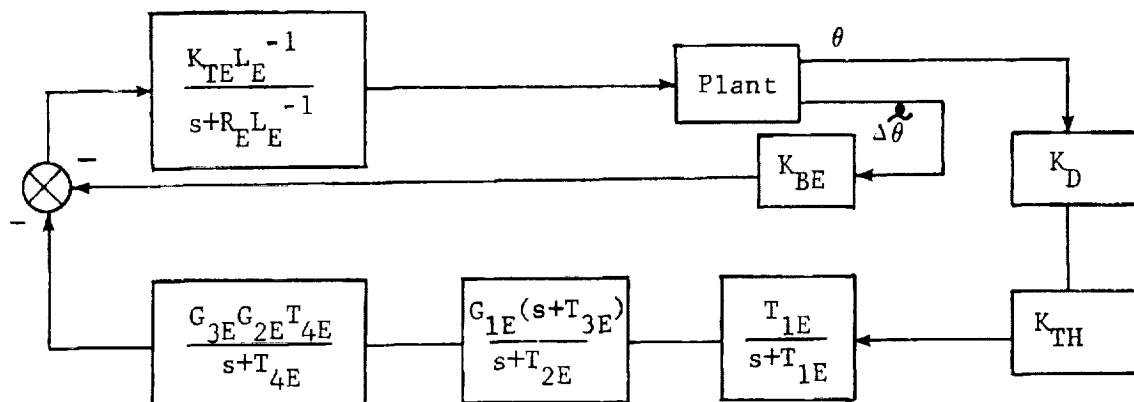 K_TE L_E^-1
s+R_E L_E^-1
Plant
θ
Δθ̇
K_BE
K_D
K_TH
T_1E
s+T_1E
G_1E(s+T_3E)
s+T_2E
G_3E G_2E T_4E
s+T_4E
−
−